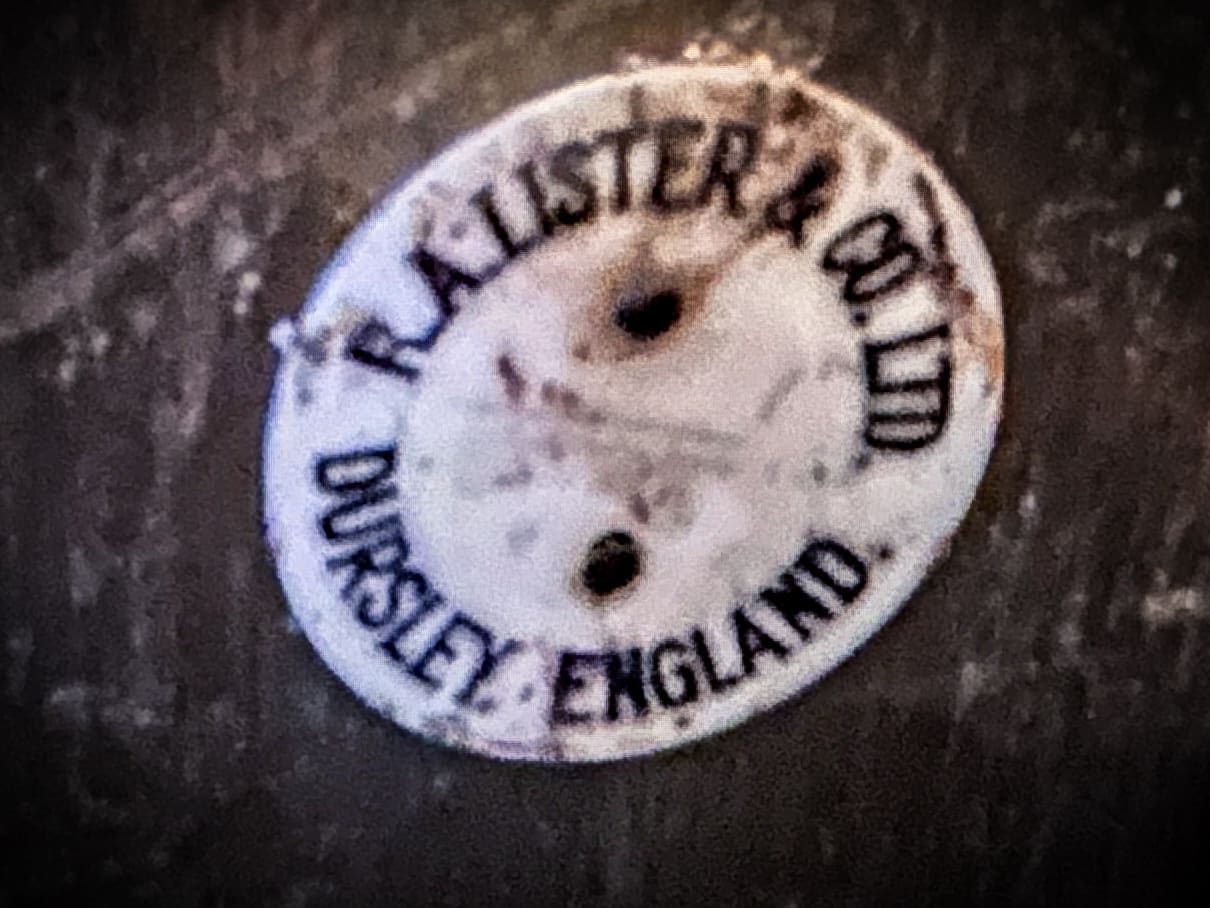 R.A. LISTER & CO. LTD.
DURSLEY. ENGLAND.